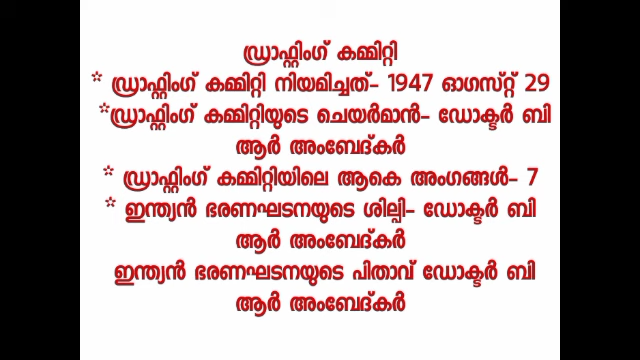 ഡ്രാഫ്റ്റിംഗ് കമ്മിറ്റി
* ഡ്രാഫ്റ്റിംഗ് കമ്മിറ്റി നിയമിച്ചത്- 1947 ഓഗസ്റ്റ് 29
*ഡ്രാഫ്റ്റിംഗ് കമ്മിറ്റിയുടെ ചെയർമാൻ- ഡോക്ടർ ബി
ആർ അംബേദ്കർ
* ഡ്രാഫ്റ്റിംഗ് കമ്മിറ്റിയിലെ ആകെ അംഗങ്ങൾ- 7
* ഇന്ത്യൻ ഭരണഘടനയുടെ ശില്പി- ഡോക്ടർ ബി
ആർ അംബേദ്കർ
ഇന്ത്യൻ ഭരണഘടനയുടെ പിതാവ് ഡോക്ടർ ബി
ആർ അംബേദ്കർ